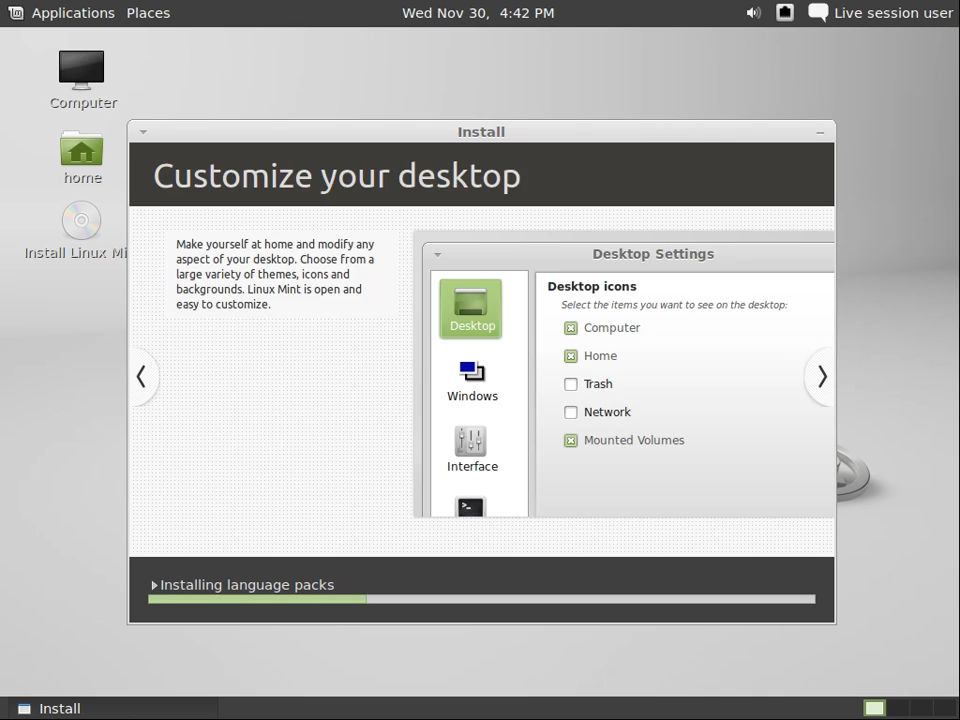 Applications Places
Wed Nov 30, 4:42 PM
Live session user
Computer
home
Install Linux Mi
Install
Customize your desktop
Make yourself at home and modify any
aspect of your desktop. Choose from a
large variety of themes, icons and
backgrounds. Linux Mint is open and
easy to customize.
Desktop Settings
Desktop
Windows
Interface
Desktop icons
Select the items you want to see on the desktop:
Computer
Home
Trash
Network
Mounted Volumes
Installing language packs
Install